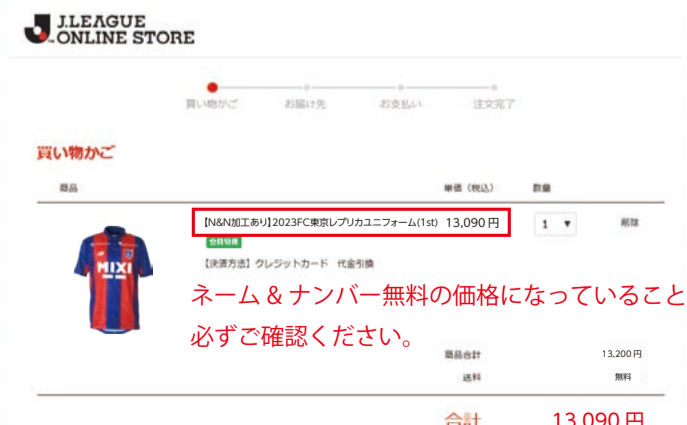 J.LEAGUE
ONLINE STORE
買い物かご お届け先 お支払い 注文完了
買い物かご
商品 単価（税込） 数量
【N&N加工あり】2023FC東京レプリカユニフォーム(1st) 13,090 円 1 ▼ 削除
会員特典
【決済方法】クレジットカード 代金引換
MIXI
ネーム & ナンバー無料の価格になっていること
必ずご確認ください。
商品合計 13,200 円
送料 無料
合計 13,090 円